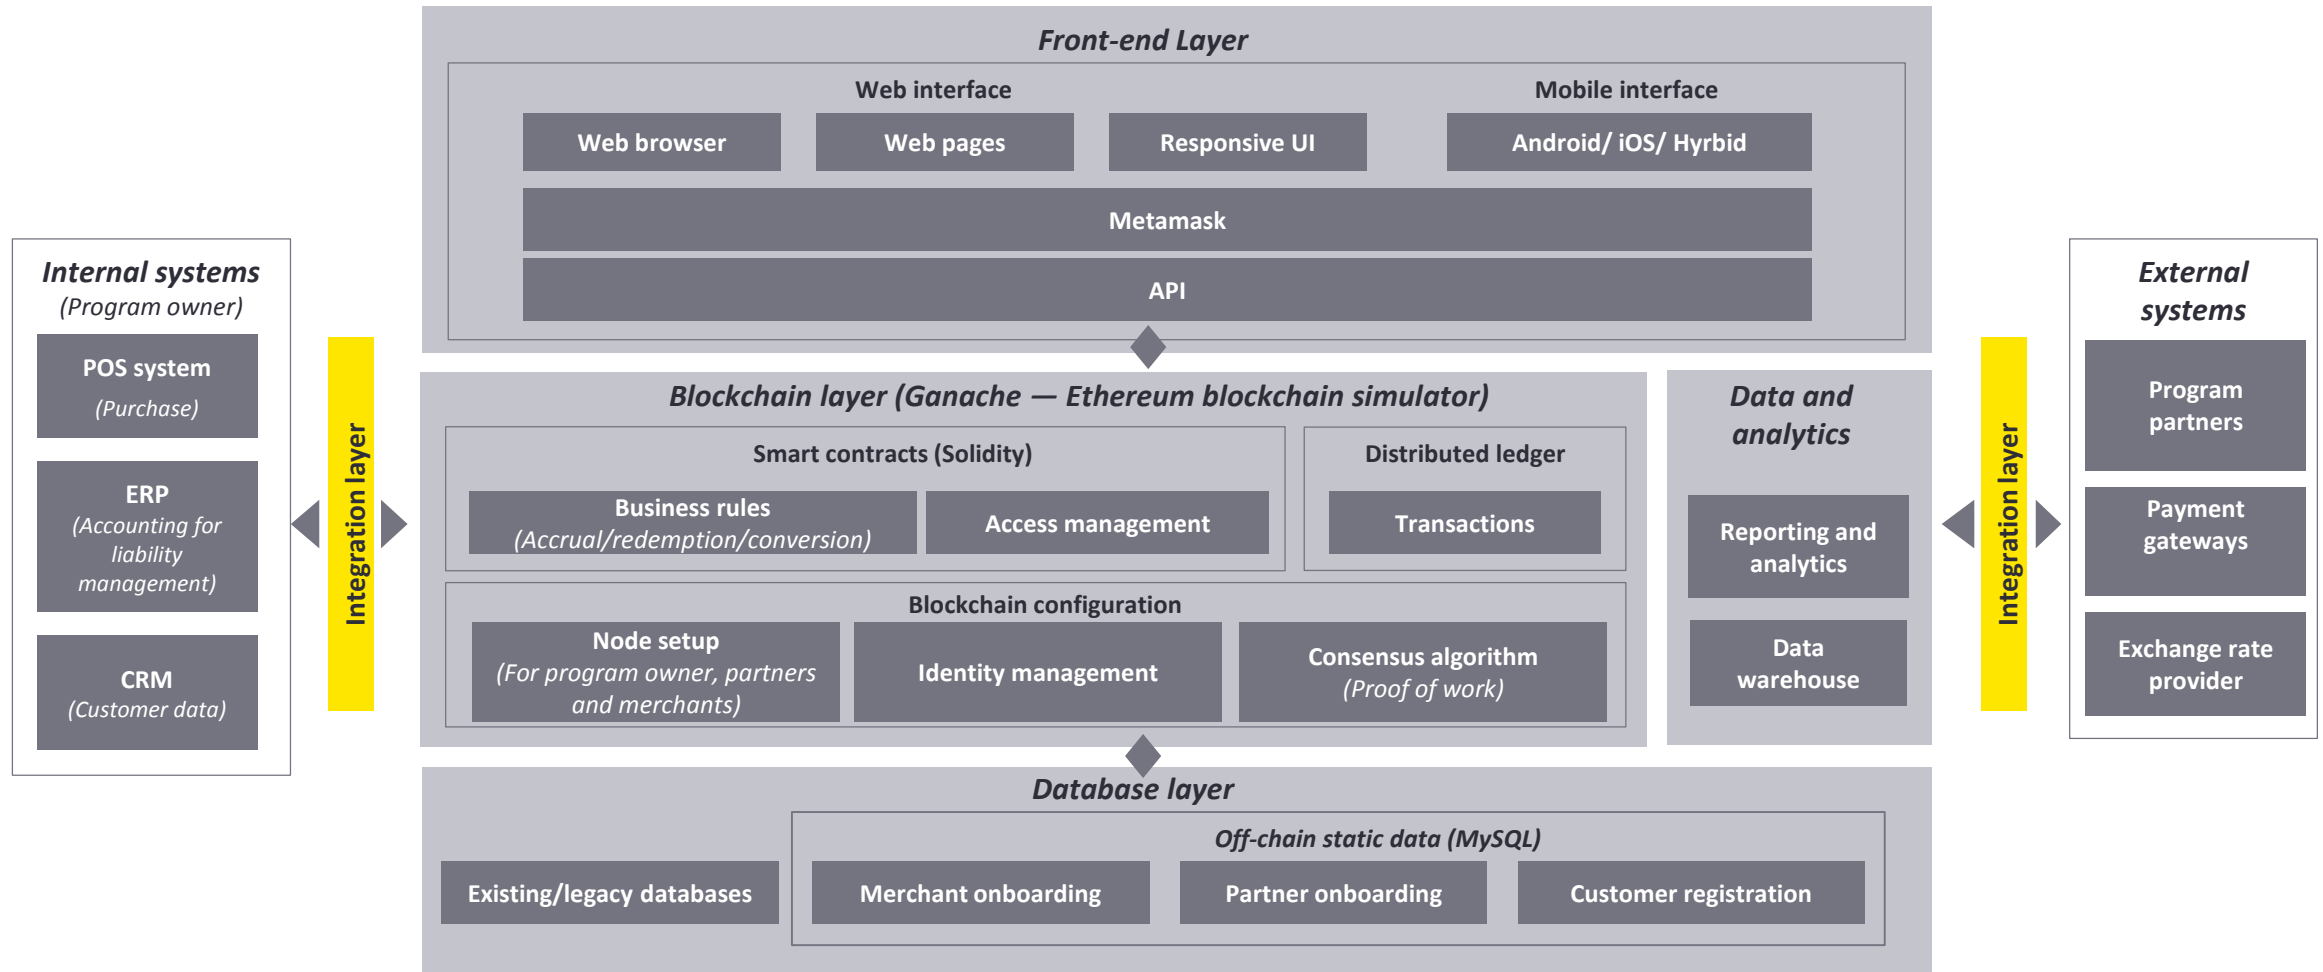 Front-end Layer
Web interface
Mobile interface
Web browser
Web pages
Responsive UI
Android/ iOS/ Hyrbid
Metamask
API
Internal systems
(Program owner)
POS system
(Purchase)
ERP
(Accounting for
liability
management)
CRM
(Customer data)
Integration layer
Blockchain layer (Ganache — Ethereum blockchain simulator)
Smart contracts (Solidity)
Business rules
(Accrual/redemption/conversion)
Access management
Distributed ledger
Transactions
Blockchain configuration
Node setup
(For program owner, partners
and merchants)
Identity management
Consensus algorithm
(Proof of work)
Data and
analytics
Reporting and
analytics
Data
warehouse
Integration layer
External
systems
Program
partners
Payment
gateways
Exchange rate
provider
Database layer
Off-chain static data (MySQL)
Existing/legacy databases
Merchant onboarding
Partner onboarding
Customer registration